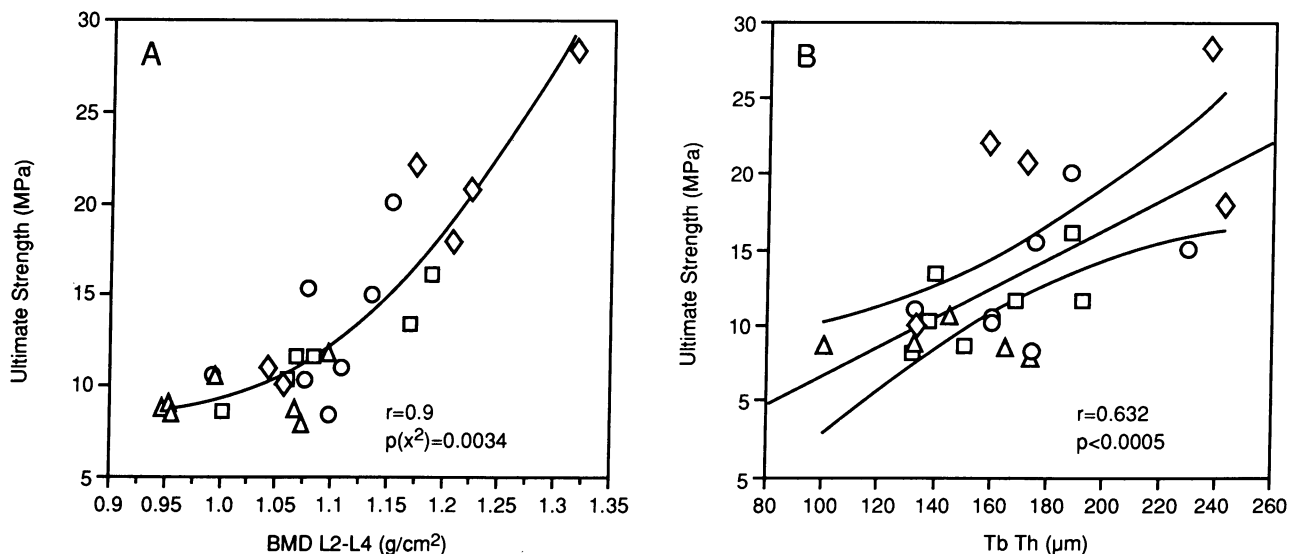 A
30
25
20
15
10
5
Ultimate Strength (MPa)
0.9 0.95 1.0 1.05 1.10 1.15 1.20 1.25 1.3 1.35
BMD L2-L4 (g/cm²)
r=0.9
p(x²)=0.0034
B
30
25
20
15
10
5
5
Ultimate Strength (MPa)
80 100 120 140 160 180 200 220 240 260
Tb Th (µm)
r=0.632
p<0.0005